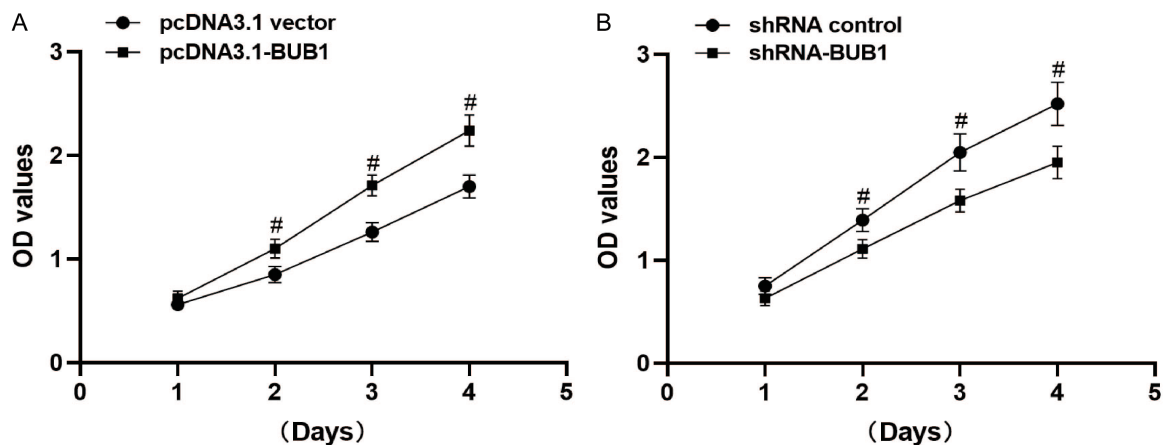 A
pcDNA3.1 vector
pcDNA3.1-BUB1
3
2
1
0
OD values
#
#
#
0 1 2 3 4 5
（Days）
B
shRNA control
shRNA-BUB1
3
2
1
0
OD values
#
#
#
0 1 2 3 4 5
（Days）